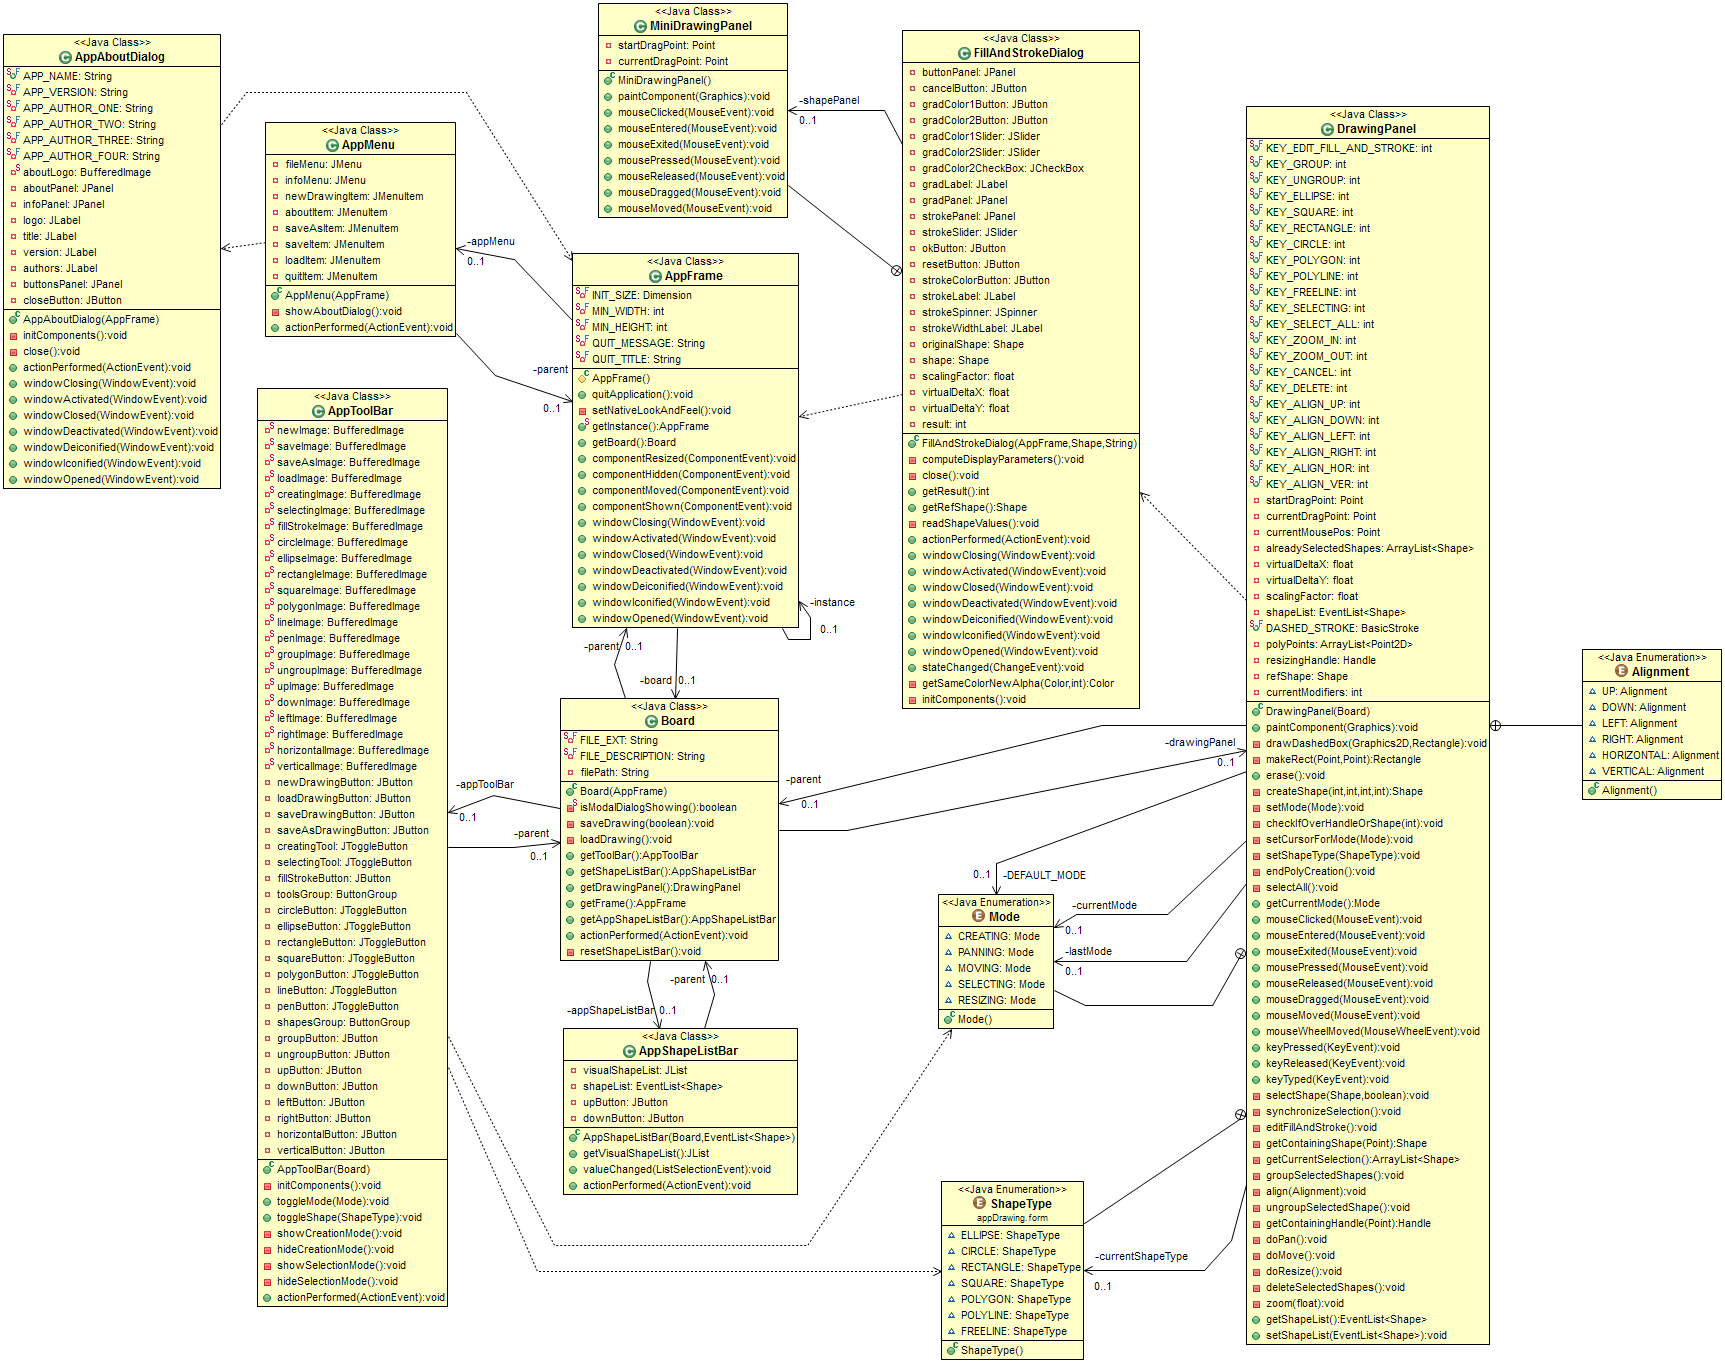 <<Java Class>>
AppAboutDialog
APP_NAME: String
APP_VERSION: String
APP_AUTHOR_ONE: String
APP_AUTHOR_TWO: String
APP_AUTHOR_THREE: String
APP_AUTHOR_FOUR: String
aboutLogo: BufferedImage
aboutPanel: JPanel
infoPanel: JPanel
logo: JLabel
title: JLabel
version: JLabel
authors: JLabel
buttonsPanel: JPanel
closeButton: JButton
AppAboutDialog(AppFrame)
initComponents():void
close():void
actionPerformed(ActionEvent):void
windowClosing(WindowEvent):void
windowActivated(WindowEvent):void
windowClosed(WindowEvent):void
windowDeactivated(WindowEvent):void
windowDeiconified(WindowEvent):void
windowIconified(WindowEvent):void
windowOpened(WindowEvent):void
<<Java Class>>
AppMenu
fileMenu: JMenu
infoMenu: JMenu
newDrawingItem: JMenuItem
aboutItem: JMenuItem
saveAsItem: JMenuItem
saveItem: JMenuItem
loadItem: JMenuItem
quitItem: JMenuItem
AppMenu(AppFrame)
showAboutDialog():void
actionPerformed(ActionEvent):void
<<Java Class>>
MiniDrawingPanel
startDragPoint: Point
currentDragPoint: Point
MiniDrawingPanel()
paintComponent(Graphics):void
mouseClicked(MouseEvent):void
mouseEntered(MouseEvent):void
mouseExited(MouseEvent):void
mousePressed(MouseEvent):void
mouseReleased(MouseEvent):void
mouseDragged(MouseEvent):void
mouseMoved(MouseEvent):void
-shapePanel
0..1
<<Java Class>>
FillAndStrokeDialog
buttonPanel: JPanel
cancelButton: JButton
gradColor1Button: JButton
gradColor2Button: JButton
gradColor1Slider: JSlider
gradColor2Slider: JSlider
gradColor2CheckBox: JCheckBox
gradLabel: JLabel
gradPanel: JPanel
strokePanel: JPanel
strokeSlider: JSlider
okButton: JButton
resetButton: JButton
strokeColorButton: JButton
strokeLabel: JLabel
strokeSpinner: JSpinner
strokeWidthLabel: JLabel
originalShape: Shape
shape: Shape
scalingFactor: float
virtualDeltaX: float
virtualDeltaY: float
result: int
FillAndStrokeDialog(AppFrame,Shape,String)
computeDisplayParameters():void
close():void
getResult():int
getRefShape():Shape
readShapeValues():void
actionPerformed(ActionEvent):void
windowClosing(WindowEvent):void
windowActivated(WindowEvent):void
windowClosed(WindowEvent):void
windowDeactivated(WindowEvent):void
windowDeiconified(WindowEvent):void
windowIconified(WindowEvent):void
windowOpened(WindowEvent):void
stateChanged(ChangeEvent):void
getSameColorNewAlpha(Color,int):Color
initComponents():void
-appMenu
0..1
-parent
0..1
<<Java Class>>
AppFrame
INIT_SIZE: Dimension
MIN_WIDTH: int
MIN_HEIGHT: int
QUIT_MESSAGE: String
QUIT_TITLE: String
AppFrame()
quitApplication():void
setNativeLookAndFeel():void
getInstance():AppFrame
getBoard():Board
componentResized(ComponentEvent):void
componentHidden(ComponentEvent):void
componentMoved(ComponentEvent):void
componentShown(ComponentEvent):void
windowClosing(WindowEvent):void
windowActivated(WindowEvent):void
windowClosed(WindowEvent):void
windowDeactivated(WindowEvent):void
windowDeiconified(WindowEvent):void
windowIconified(WindowEvent):void
windowOpened(WindowEvent):void
-instance
0..1
-parent 0..1
-board 0..1
<<Java Class>>
AppToolBar
newImage: BufferedImage
saveImage: BufferedImage
saveAsImage: BufferedImage
loadImage: BufferedImage
creatingImage: BufferedImage
selectingImage: BufferedImage
fillStrokeImage: BufferedImage
circleImage: BufferedImage
ellipseImage: BufferedImage
rectangleImage: BufferedImage
squareImage: BufferedImage
polygonImage: BufferedImage
lineImage: BufferedImage
penImage: BufferedImage
groupImage: BufferedImage
ungroupImage: BufferedImage
upImage: BufferedImage
downImage: BufferedImage
leftImage: BufferedImage
rightImage: BufferedImage
horizontalImage: BufferedImage
verticalImage: BufferedImage
newDrawingButton: JButton
loadDrawingButton: JButton
saveDrawingButton: JButton
saveAsDrawingButton: JButton
creatingTool: JToggleButton
selectingTool: JToggleButton
fillStrokeButton: JButton
toolsGroup: ButtonGroup
circleButton: JToggleButton
ellipseButton: JToggleButton
rectangleButton: JToggleButton
squareButton: JToggleButton
polygonButton: JToggleButton
lineButton: JToggleButton
penButton: JToggleButton
shapesGroup: ButtonGroup
groupButton: JButton
ungroupButton: JButton
upButton: JButton
downButton: JButton
leftButton: JButton
rightButton: JButton
horizontalButton: JButton
verticalButton: JButton
AppToolBar(Board)
initComponents():void
toggleMode(Mode):void
toggleShape(ShapeType):void
showCreationMode():void
hideCreationMode():void
showSelectionMode():void
hideSelectionMode():void
actionPerformed(ActionEvent):void
-appToolBar
0..1
-parent
0..1
<<Java Class>>
Board
FILE_EXT: String
FILE_DESCRIPTION: String
filePath: String
Board(AppFrame)
isModalDialogShowing():boolean
saveDrawing(boolean):void
loadDrawing():void
getToolBar():AppToolBar
getShapeListBar():AppShapeListBar
getDrawingPanel():DrawingPanel
getFrame():AppFrame
getAppShapeListBar():AppShapeListBar
actionPerformed(ActionEvent):void
resetShapeListBar():void
-parent 0..1
-appShapeListBar 0..1
<<Java Class>>
AppShapeListBar
visualShapeList: JList
shapeList: EventList<Shape>
upButton: JButton
downButton: JButton
AppShapeListBar(Board,EventList<Shape>)
getVisualShapeList():JList
valueChanged(ListSelectionEvent):void
actionPerformed(ActionEvent):void
-parent
0..1
-drawingPanel
0..1
<<Java Class>>
DrawingPanel
KEY_EDIT_FILL_AND_STROKE: int
KEY_GROUP: int
KEY_UNGROUP: int
KEY_ELLIPSE: int
KEY_SQUARE: int
KEY_RECTANGLE: int
KEY_CIRCLE: int
KEY_POLYGON: int
KEY_POLYLINE: int
KEY_FREELINE: int
KEY_SELECTING: int
KEY_SELECT_ALL: int
KEY_ZOOM_IN: int
KEY_ZOOM_OUT: int
KEY_CANCEL: int
KEY_DELETE: int
KEY_ALIGN_UP: int
KEY_ALIGN_DOWN: int
KEY_ALIGN_LEFT: int
KEY_ALIGN_RIGHT: int
KEY_ALIGN_HOR: int
KEY_ALIGN_VER: int
startDragPoint: Point
currentDragPoint: Point
currentMousePos: Point
alreadySelectedShapes: ArrayList<Shape>
virtualDeltaX: float
virtualDeltaY: float
scalingFactor: float
shapeList: EventList<Shape>
DASHED_STROKE: BasicStroke
polyPoints: ArrayList<Point2D>
resizingHandle: Handle
refShape: Shape
currentModifiers: int
DrawingPanel(Board)
paintComponent(Graphics):void
drawDashedBox(Graphics2D,Rectangle):void
makeRect(Point,Point):Rectangle
erase():void
createShape(int,int,int,int):Shape
setMode(Mode):void
checkIfOverHandleOrShape(int):void
setCursorForMode(Mode):void
setShapeType(ShapeType):void
endPolyCreation():void
selectAll():void
getCurrentMode():Mode
mouseClicked(MouseEvent):void
mouseEntered(MouseEvent):void
mouseExited(MouseEvent):void
mousePressed(MouseEvent):void
mouseReleased(MouseEvent):void
mouseDragged(MouseEvent):void
mouseMoved(MouseEvent):void
mouseWheelMoved(MouseWheelEvent):void
keyPressed(KeyEvent):void
keyReleased(KeyEvent):void
keyTyped(KeyEvent):void
selectShape(Shape,boolean):void
synchronizeSelection():void
editFillAndStroke():void
getContainingShape(Point):Shape
getCurrentSelection():ArrayList<Shape>
groupSelectedShapes():void
align(Alignment):void
ungroupSelectedShape():void
getContainingHandle(Point):Handle
doPan():void
doMove():void
doResize():void
deleteSelectedShapes():void
zoom(float):void
getShapeList():EventList<Shape>
setShapeList(EventList<Shape>):void
<<Java Enumeration>>
Alignment
UP: Alignment
DOWN: Alignment
LEFT: Alignment
RIGHT: Alignment
HORIZONTAL: Alignment
VERTICAL: Alignment
Alignment()
0..1 -DEFAULT_MODE
-currentMode
0..1
-lastMode
0..1
<<Java Enumeration>>
Mode
CREATING: Mode
PANNING: Mode
MOVING: Mode
SELECTING: Mode
RESIZING: Mode
Mode()
<<Java Enumeration>>
ShapeType
appDrawing.form
ELLIPSE: ShapeType
CIRCLE: ShapeType
RECTANGLE: ShapeType
SQUARE: ShapeType
POLYGON: ShapeType
POLYLINE: ShapeType
FREELINE: ShapeType
ShapeType()
-currentShapeType
0..1